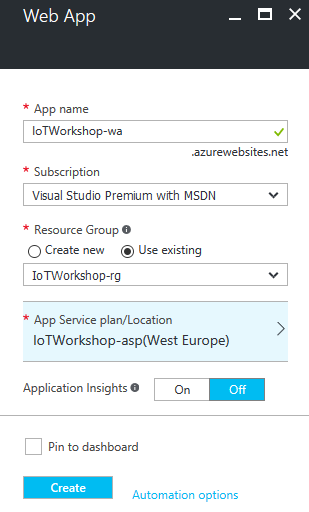 Web App
* App name
IoTWorkshop-wa
.azurewebsites.net
* Subscription
Visual Studio Premium with MSDN
* Resource Group
Create new Use existing
IoTWorkshop-rg
* App Service plan/Location
IoTWorkshop-asp(West Europe)
Application Insights On Off
Pin to dashboard
Create Automation options